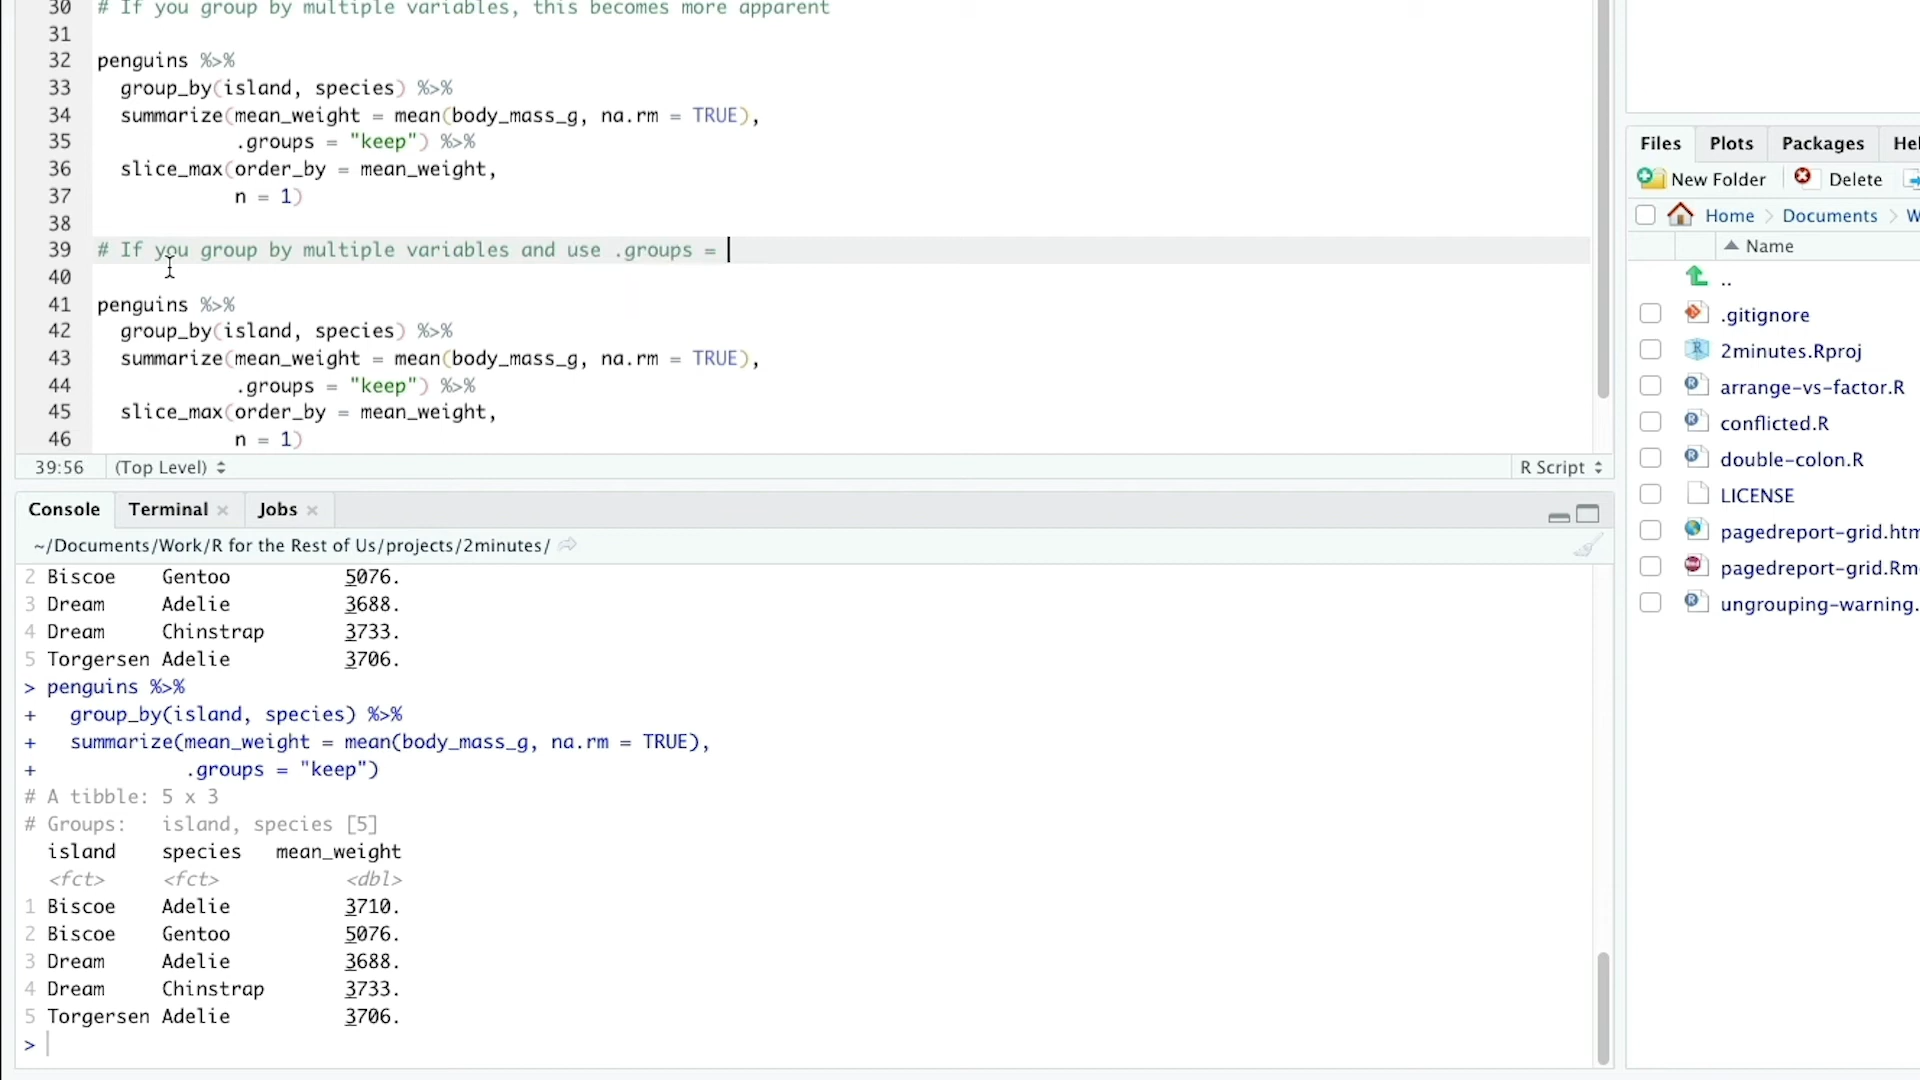 30 # If you group by multiple variables, this becomes more apparent
31
32 penguins %>%
33 group_by(island, species) %>%
34 summarize(mean_weight = mean(body_mass_g, na.rm = TRUE),
35 .groups = "keep") %>%
36 slice_max(order_by = mean_weight,
37 n = 1)
38
39 # If you group by multiple variables and use .groups =
40
41 penguins %>%
42 group_by(island, species) %>%
43 summarize(mean_weight = mean(body_mass_g, na.rm = TRUE),
44 .groups = "keep") %>%
45 slice_max(order_by = mean_weight,
46 n = 1)
39:56 (Top Level) R Script
Console Terminal Jobs
~/Documents/Work/R for the Rest of Us/projects/2minutes/
2 Biscoe Gentoo 5076.
3 Dream Adelie 3688.
4 Dream Chinstrap 3733.
5 Torgersen Adelie 3706.
> penguins %>%
+ group_by(island, species) %>%
+ summarize(mean_weight = mean(body_mass_g, na.rm = TRUE),
+ .groups = "keep")
# A tibble: 5 x 3
# Groups: island, species [5]
island species mean_weight
<fct> <fct> <dbl>
1 Biscoe Adelie 3710.
2 Biscoe Gentoo 5076.
3 Dream Adelie 3688.
4 Dream Chinstrap 3733.
5 Torgersen Adelie 3706.
>
Files Plots Packages Hel
New Folder Delete
Home > Documents > W
Name
..
.gitignore
2minutes.Rproj
arrange-vs-factor.R
conflicted.R
double-colon.R
LICENSE
pagedreport-grid.htm
pagedreport-grid.Rm
ungrouping-warning.